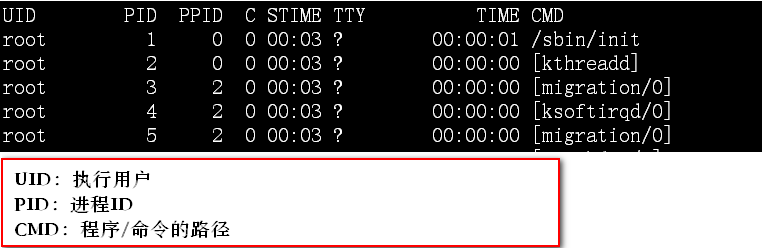 UID PID PPID C STIME TTY TIME CMD
root 1 0 0 00:03 ? 00:00:01 /sbin/init
root 2 0 0 00:03 ? 00:00:00 [kthreadd]
root 3 2 0 00:03 ? 00:00:00 [migration/0]
root 4 2 0 00:03 ? 00:00:00 [ksoftirqd/0]
root 5 2 0 00:03 ? 00:00:00 [migration/0]
UID：执行用户
PID：进程ID
CMD：程序/命令的路径